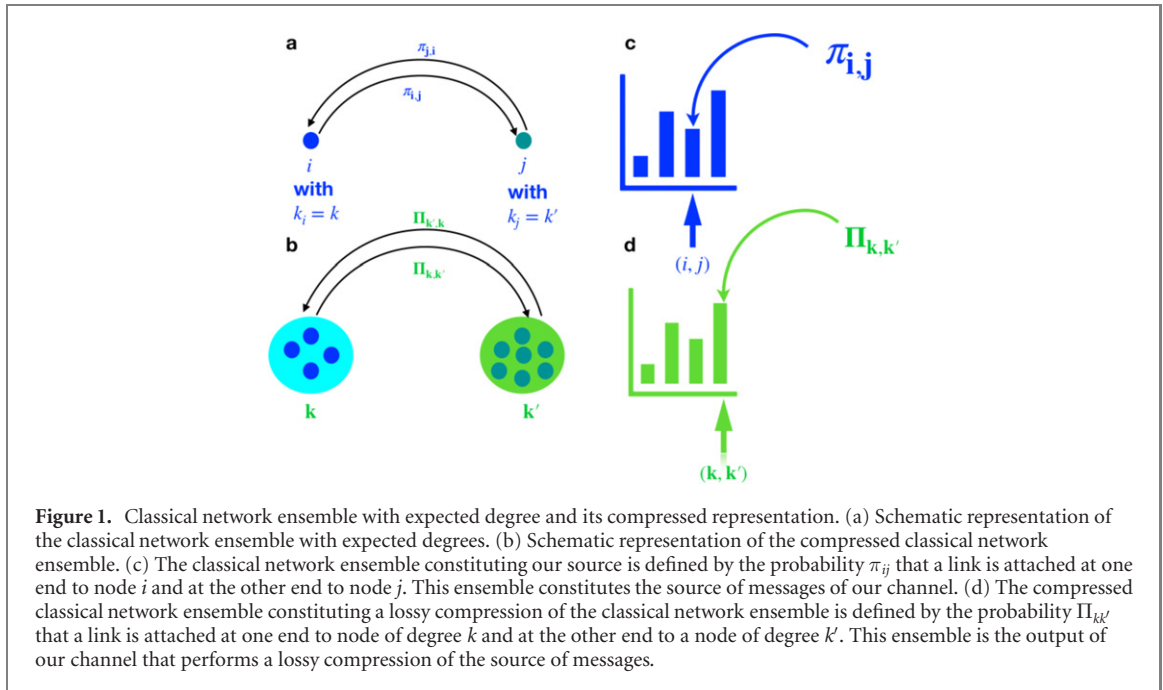 a
π_{j,i}
π_{i,j}
i
with
k_i = k
j
with
k_j = k′
b
Π_{k′,k}
Π_{k,k′}
k
k′
c
π_{i,j}
(i, j)
d
Π_{k,k′}
(k, k′)
Figure 1. Classical network ensemble with expected degree and its compressed representation. (a) Schematic representation of
the classical network ensemble with expected degrees. (b) Schematic representation of the compressed classical network
ensemble. (c) The classical network ensemble constituting our source is defined by the probability π_{ij} that a link is attached at one
end to node i and at the other end to node j. This ensemble constitutes the source of messages of our channel. (d) The compressed
classical network ensemble constituting a lossy compression of the classical network ensemble is defined by the probability Π_{kk′}
that a link is attached at one end to node of degree k and at the other end to a node of degree k′. This ensemble is the output of
our channel that performs a lossy compression of the source of messages.